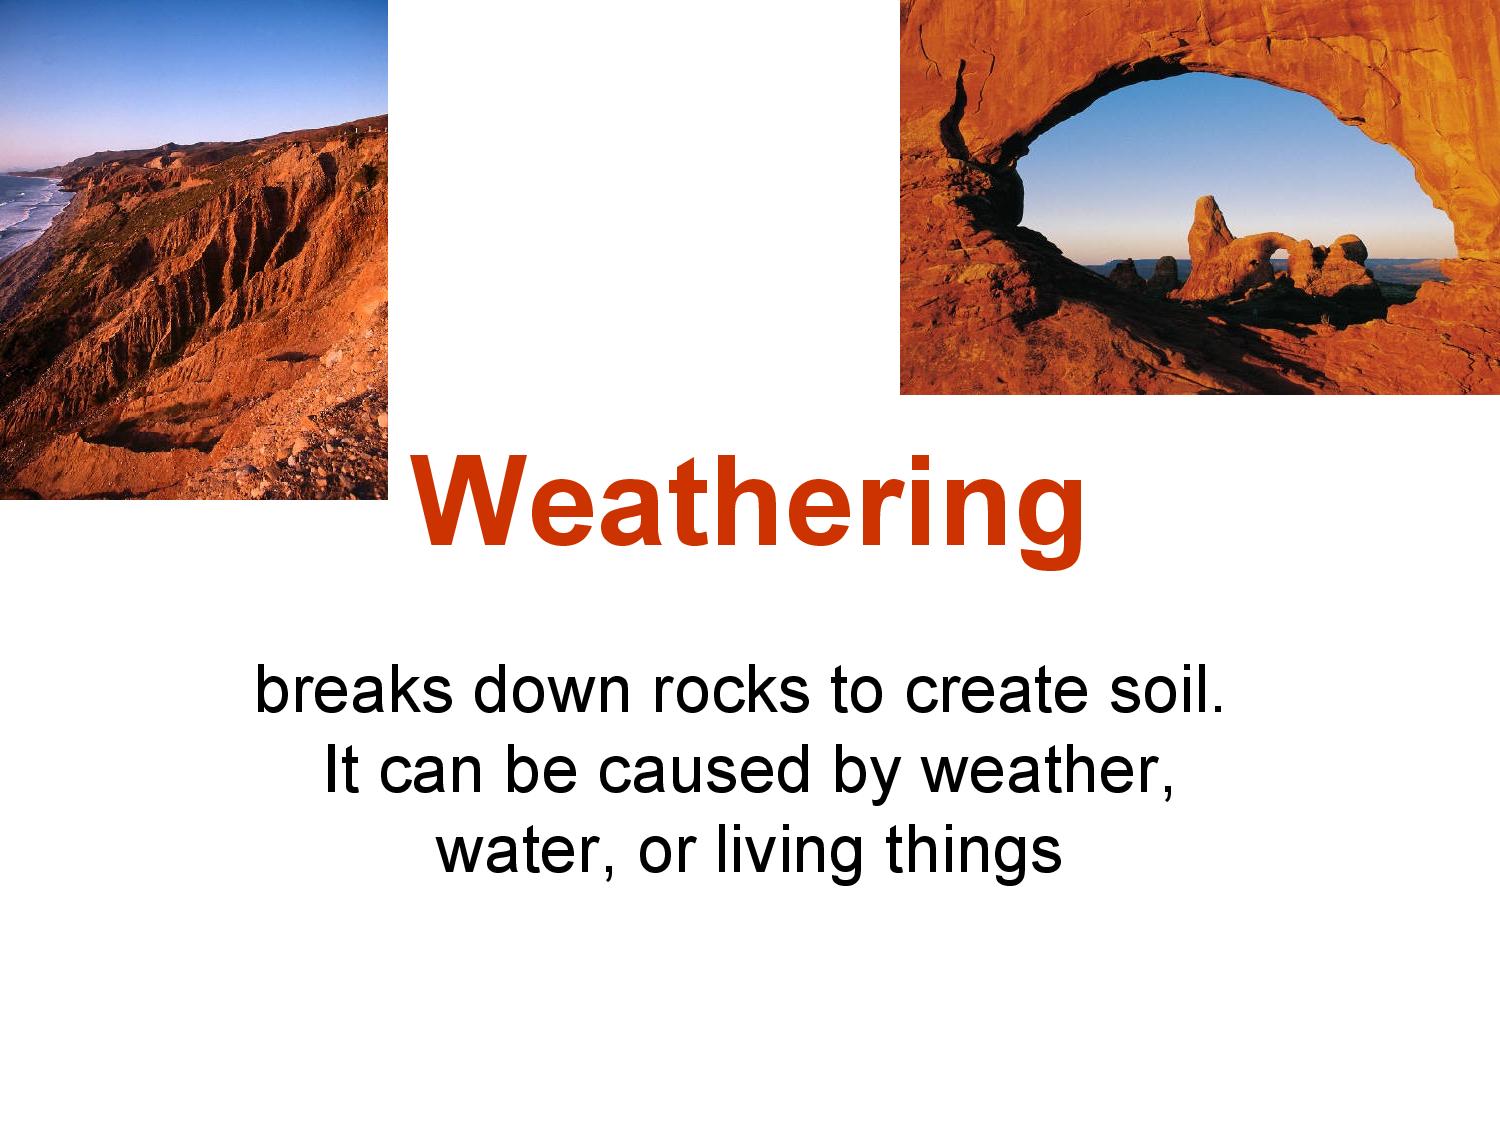 Weathering
breaks down rocks to create soil.
It can be caused by weather,
water, or living things